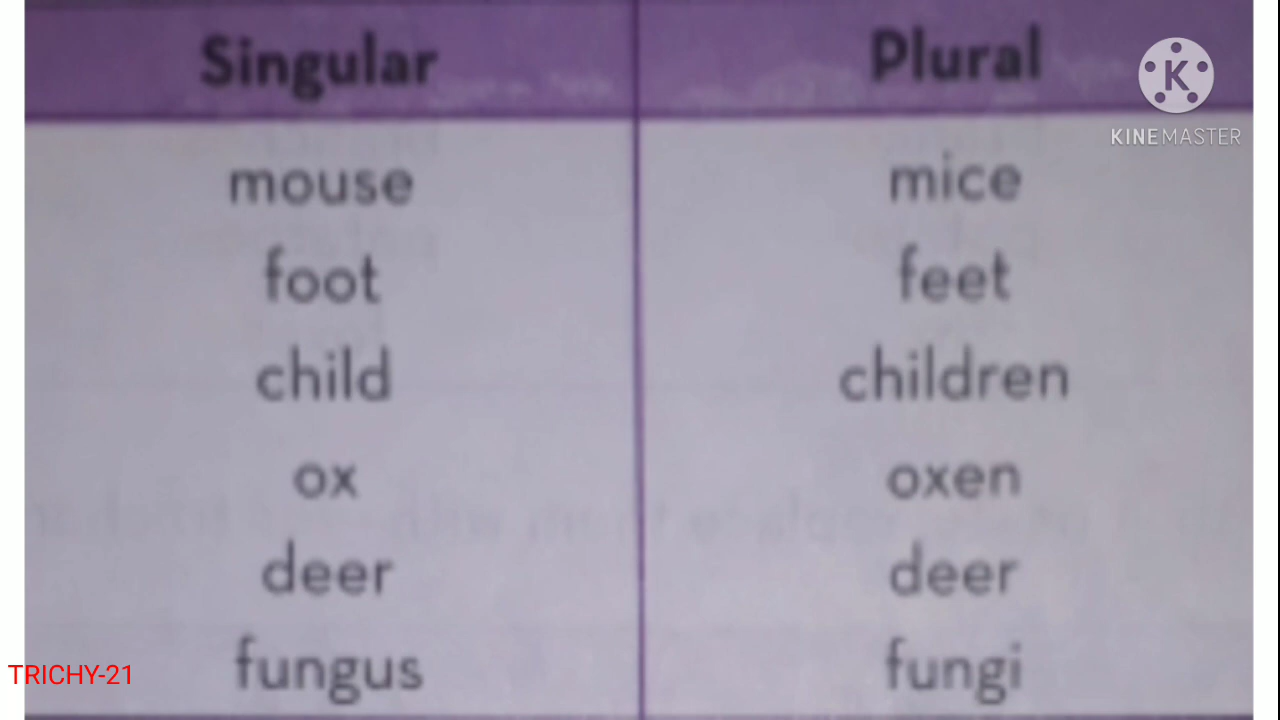 Singular Plural
KINEMASTER
mouse mice
foot feet
child children
ox oxen
deer deer
fungus fungi
TRICHY-21